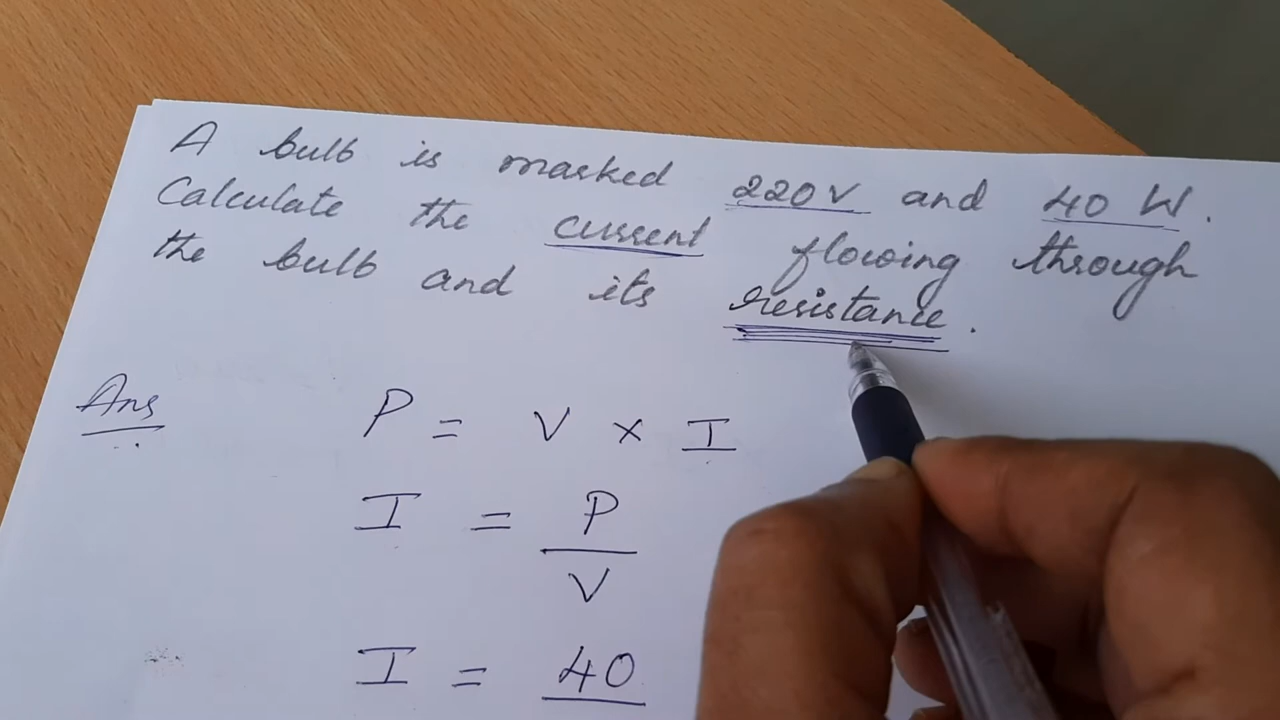 A bulb is marked 220V and 40 W.
Calculate the current flowing through
the bulb and its resistance.
Ans
P = V × I
I = P
V
I = 40